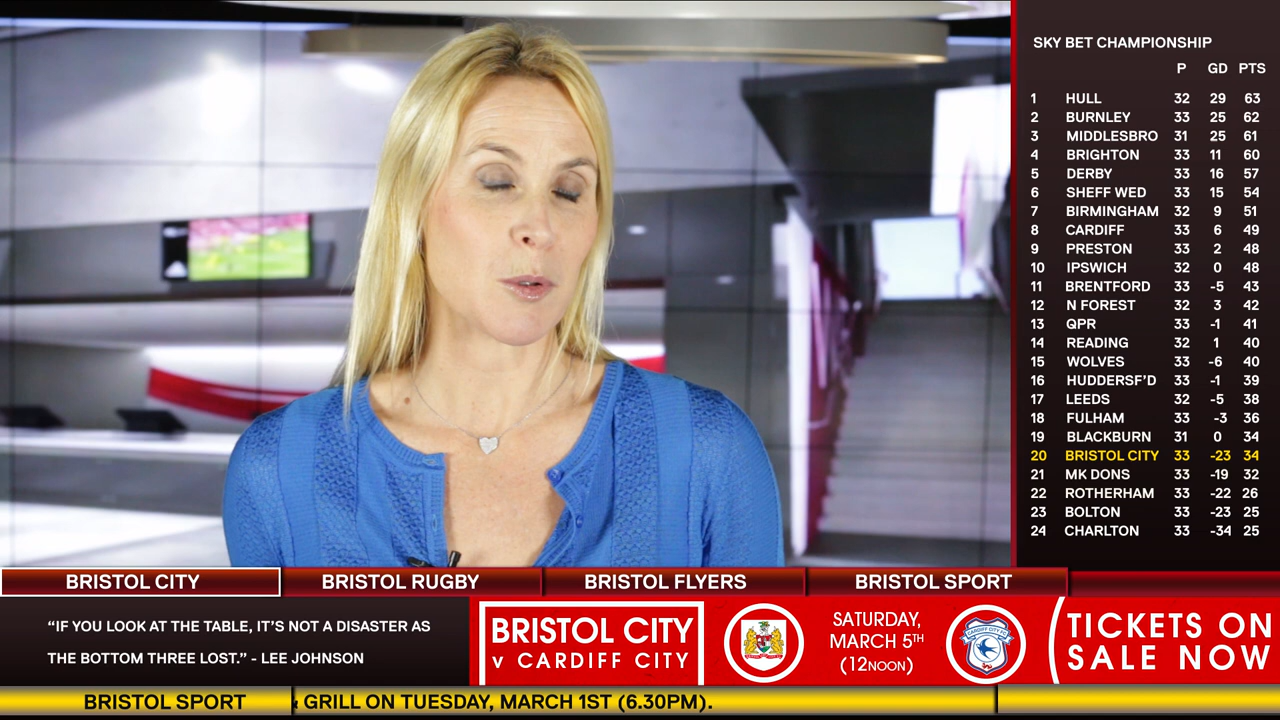 SKY BET CHAMPIONSHIP
P GD PTS
1 HULL 32 29 63
2 BURNLEY 33 25 62
3 MIDDLESBRO 31 25 61
4 BRIGHTON 33 11 60
5 DERBY 33 16 57
6 SHEFF WED 33 15 54
7 BIRMINGHAM 32 9 51
8 CARDIFF 33 6 49
9 PRESTON 33 2 48
10 IPSWICH 32 0 48
11 BRENTFORD 33 -5 43
12 N FOREST 32 3 42
13 QPR 33 -1 41
14 READING 32 1 40
15 WOLVES 33 -6 40
16 HUDDERSF'D 33 -1 39
17 LEEDS 32 -5 38
18 FULHAM 33 -3 36
19 BLACKBURN 31 0 34
20 BRISTOL CITY 33 -23 34
21 MK DONS 33 -19 32
22 ROTHERHAM 33 -22 26
23 BOLTON 33 -23 25
24 CHARLTON 33 -34 25
BRISTOL CITY BRISTOL RUGBY BRISTOL FLYERS BRISTOL SPORT
“IF YOU LOOK AT THE TABLE, IT'S NOT A DISASTER AS
THE BOTTOM THREE LOST.” - LEE JOHNSON
BRISTOL CITY
v CARDIFF CITY
SATURDAY,
MARCH 5TH
(12NOON)
CARDIFF CITY FC
(TICKETS ON
SALE NOW
BRISTOL SPORT
GRILL ON TUESDAY, MARCH 1ST (6.30PM).